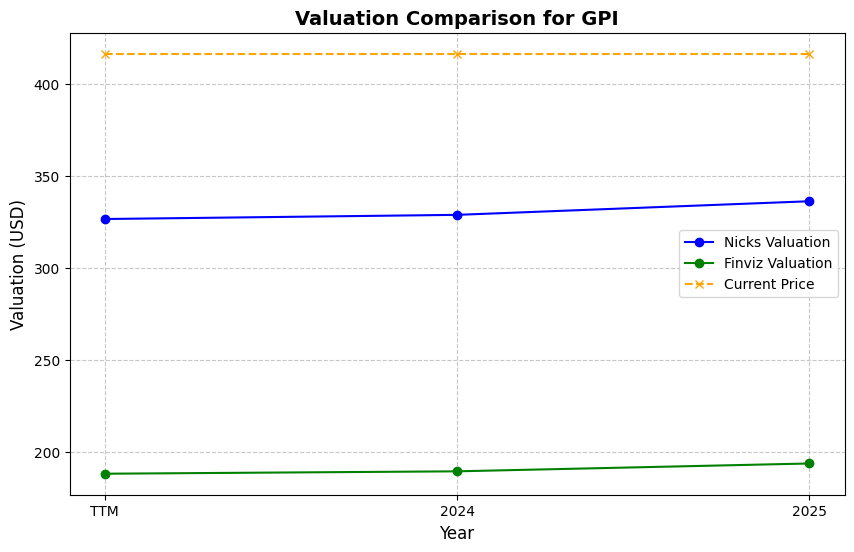 Valuation Comparison for GPI
Valuation (USD)
400
350
300
250
200
Nicks Valuation
Finviz Valuation
Current Price
TTM
2024
2025
Year